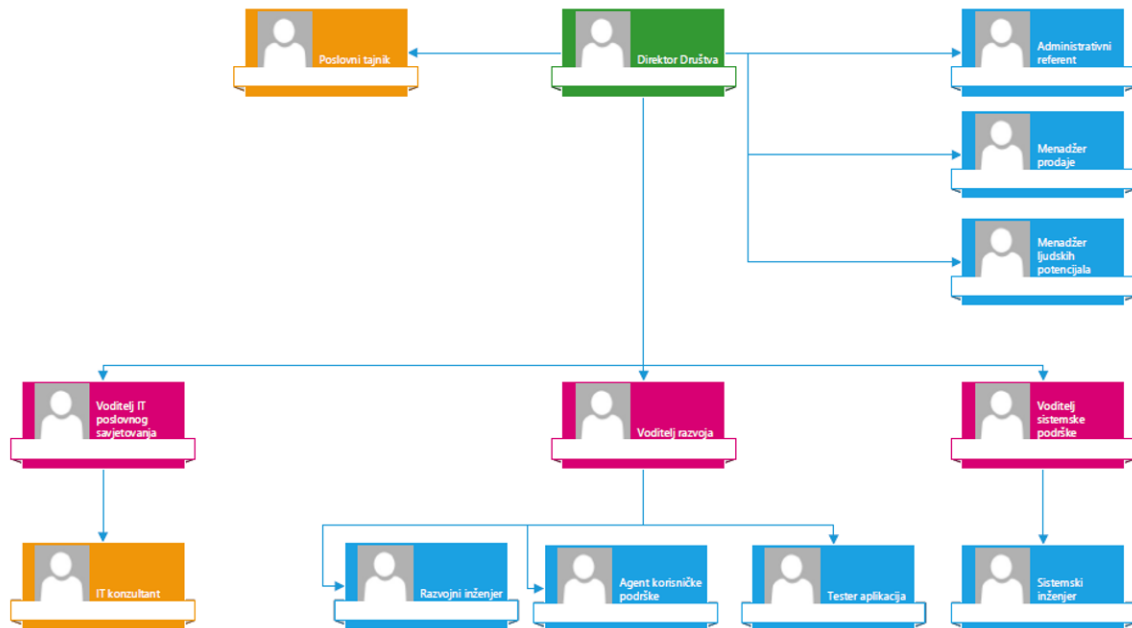 Poslovni tajnik
Direktor Društva
Administrativni
referent
Menadžer
prodaje
Menadžer
ljudskih
potencijala
Voditelj IT
poslovnog
savjetovanja
Voditelj razvoja
Voditelj
sistemske
podrške
IT konzultant
Razvojni inženjer
Agent korisničke
podrške
Tester aplikacija
Sistemski
inženjer